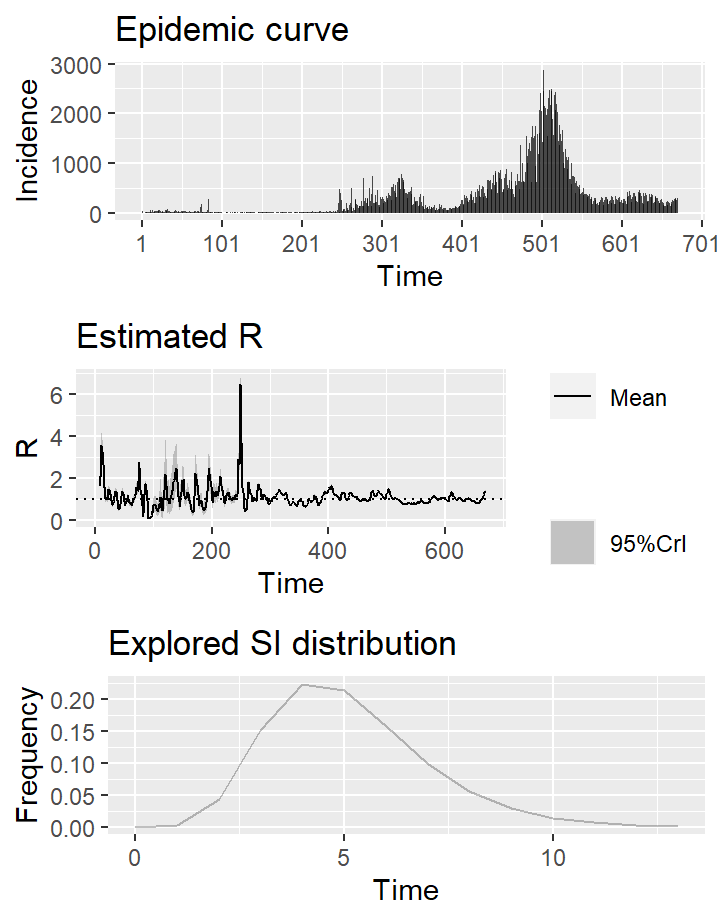 Epidemic curve
3000
2000
1000
0
Incidence
1 101 201 301 401 501 601 701
Time
Estimated R
6
4
2
0
R
0 200 400 600
Time
Mean
95%CrI
Explored SI distribution
0.20
0.15
0.10
0.05
0.00
Frequency
0 5 10
Time